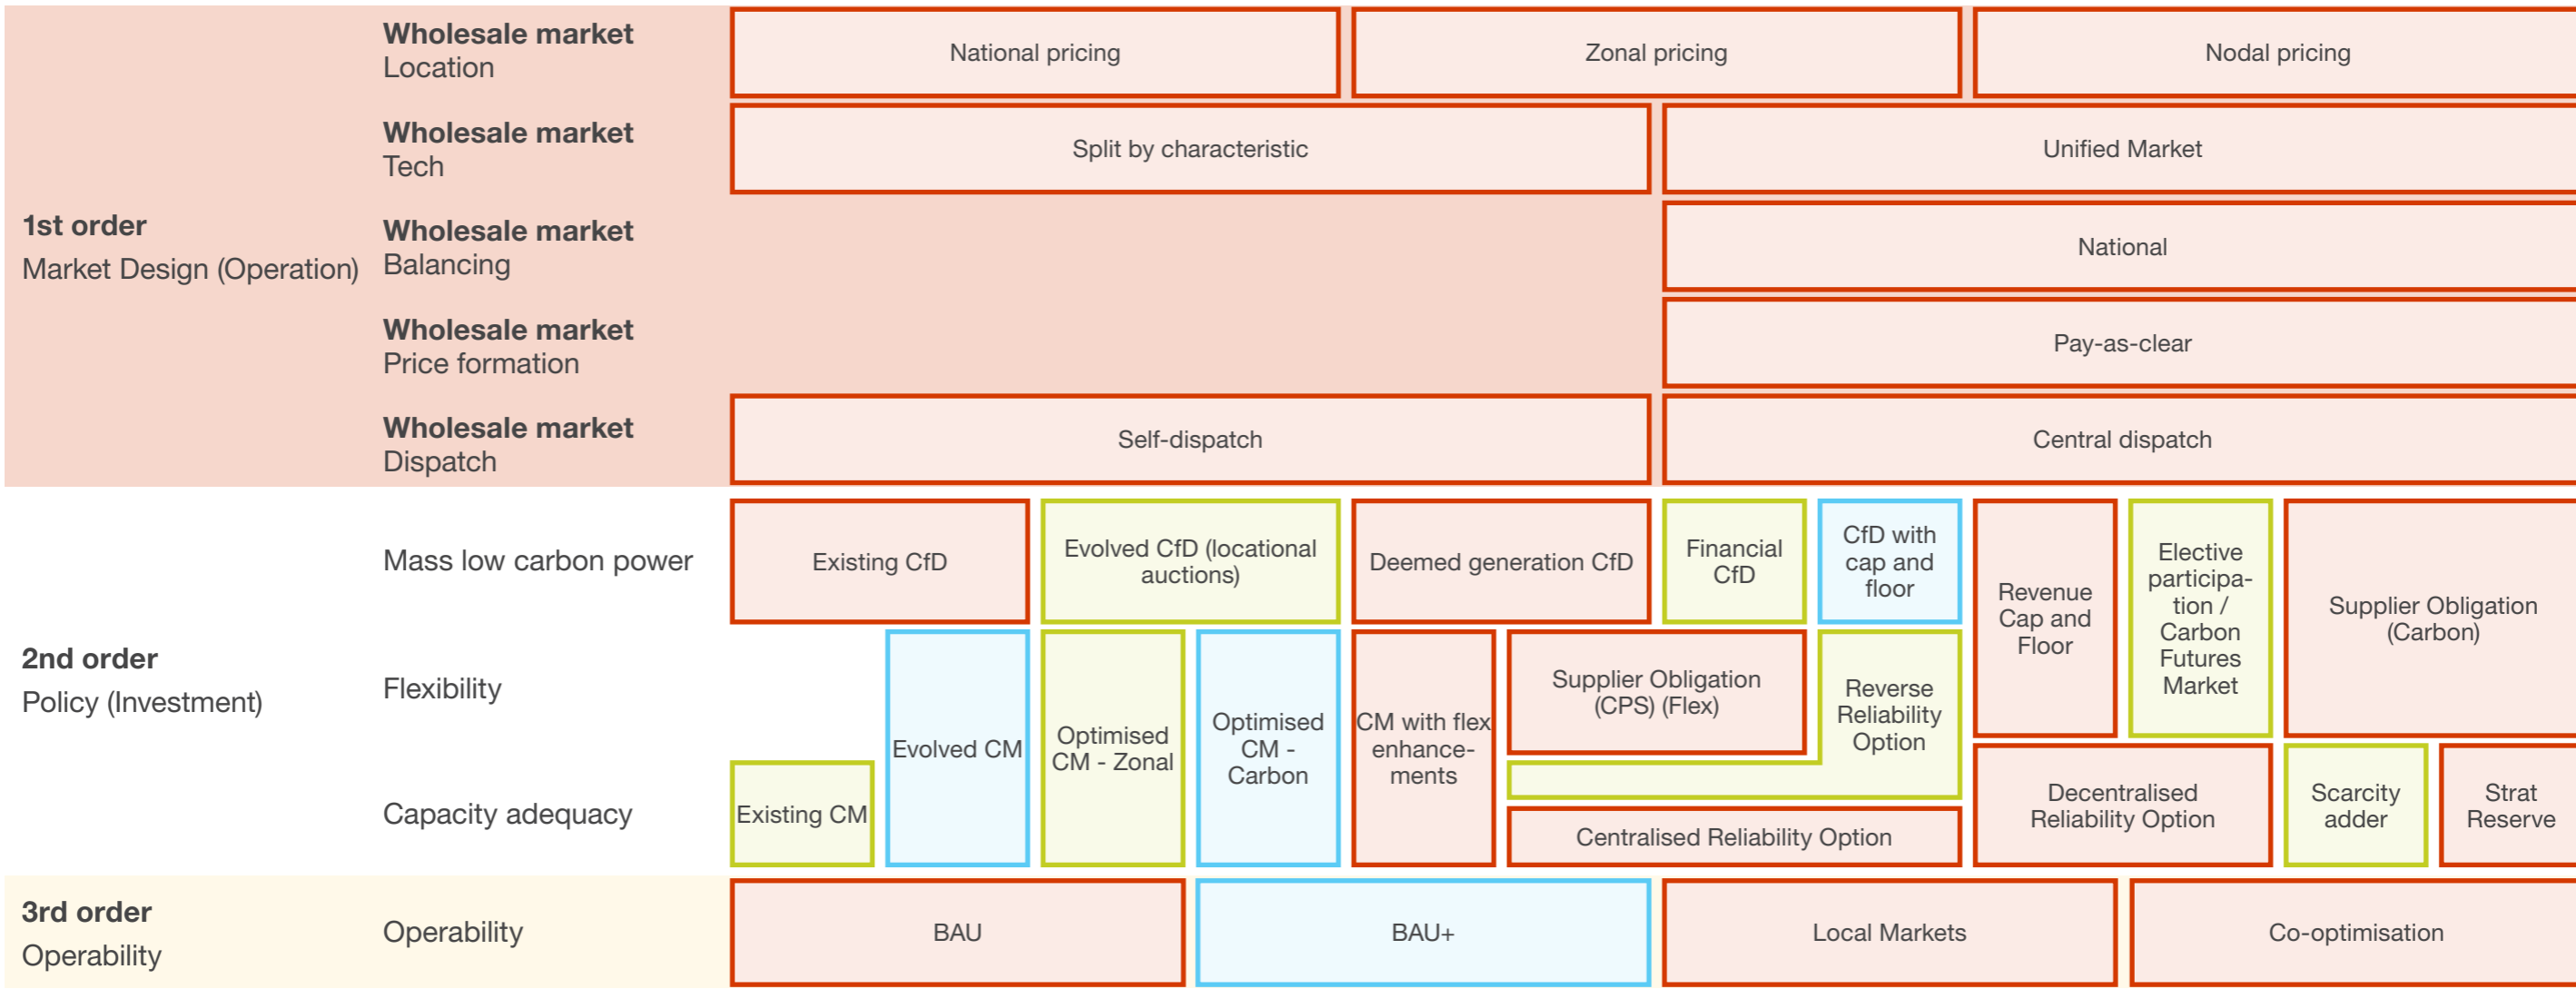 Wholesale market
Location
National pricing
Zonal pricing
Nodal pricing
Wholesale market
Tech
Split by characteristic
Unified Market
1st order
Market Design (Operation)
Wholesale market
Balancing
National
Wholesale market
Price formation
Pay-as-clear
Wholesale market
Dispatch
Self-dispatch
Central dispatch
2nd order
Policy (Investment)
Mass low carbon power
Existing CfD
Evolved CfD (locational
auctions)
Deemed generation CfD
Financial
CfD
CfD with
cap and
floor
Revenue
Cap and
Floor
Elective
participa-
tion /
Carbon
Futures
Market
Supplier Obligation
(Carbon)
Flexibility
Evolved CM
Optimised
CM - Zonal
Optimised
CM -
Carbon
CM with flex
enhance-
ments
Supplier Obligation
(CPS) (Flex)
Reverse
Reliability
Option
Capacity adequacy
Existing CM
Centralised Reliability Option
Decentralised
Reliability Option
Scarcity
adder
Strat
Reserve
3rd order
Operability
Operability
BAU
BAU+
Local Markets
Co-optimisation